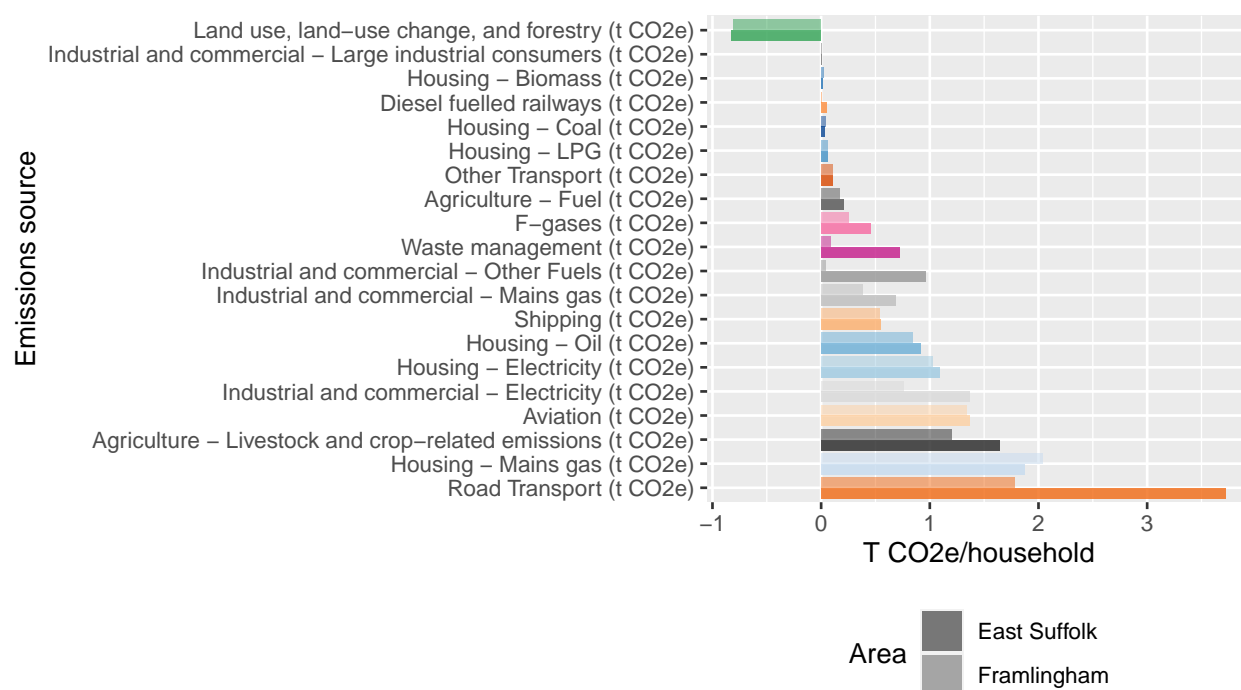 Emissions source
Land use, land−use change, and forestry (t CO2e)
Industrial and commercial − Large industrial consumers (t CO2e)
Housing − Biomass (t CO2e)
Diesel fuelled railways (t CO2e)
Housing − Coal (t CO2e)
Housing − LPG (t CO2e)
Other Transport (t CO2e)
Agriculture − Fuel (t CO2e)
F−gases (t CO2e)
Waste management (t CO2e)
Industrial and commercial − Other Fuels (t CO2e)
Industrial and commercial − Mains gas (t CO2e)
Shipping (t CO2e)
Housing − Oil (t CO2e)
Housing − Electricity (t CO2e)
Industrial and commercial − Electricity (t CO2e)
Aviation (t CO2e)
Agriculture − Livestock and crop−related emissions (t CO2e)
Housing − Mains gas (t CO2e)
Road Transport (t CO2e)
−1 0 1 2 3
T CO2e/household
Area
East Suffolk
Framlingham